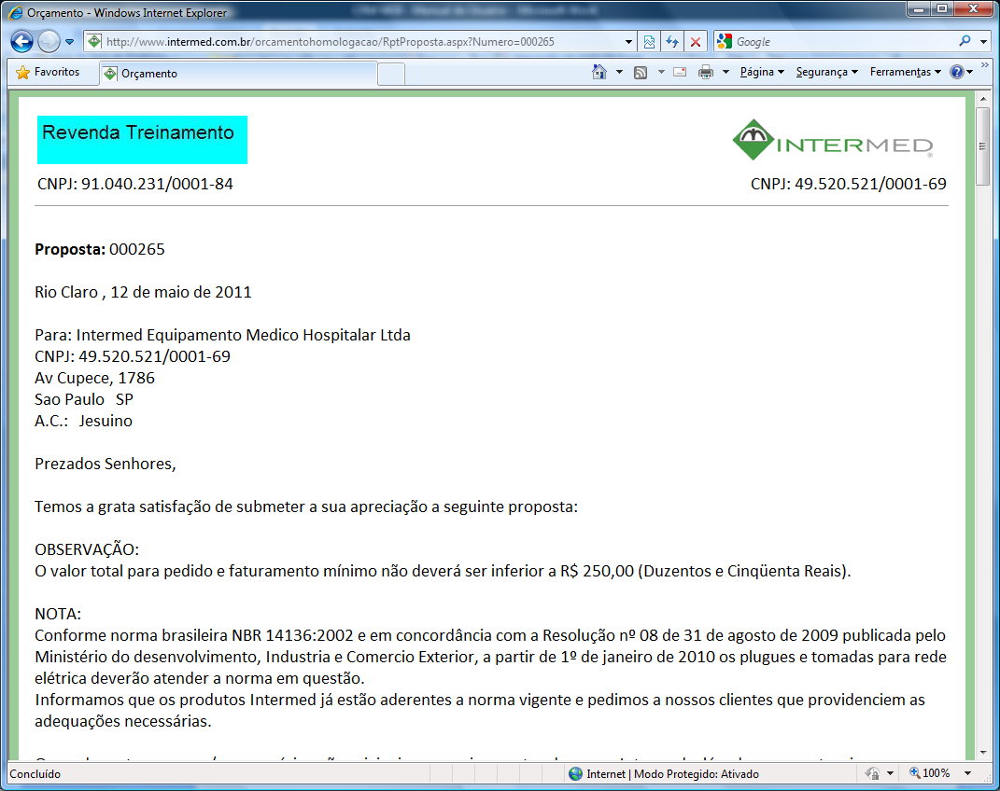 Orçamento - Windows Internet Explorer
http://www.intermed.com.br/orcamentohomologacao/RptProposta.aspx?Numero=000265
Google
Favoritos
Orçamento
Página
Segurança
Ferramentas
Revenda Treinamento
INTERMED
CNPJ: 91.040.231/0001-84
CNPJ: 49.520.521/0001-69
Proposta: 000265
Rio Claro , 12 de maio de 2011
Para: Intermed Equipamento Medico Hospitalar Ltda
CNPJ: 49.520.521/0001-69
Av Cupece, 1786
Sao Paulo SP
A.C.: Jesuino
Prezados Senhores,
Temos a grata satisfação de submeter a sua apreciação a seguinte proposta:
OBSERVAÇÃO:
O valor total para pedido e faturamento mínimo não deverá ser inferior a R$ 250,00 (Duzentos e Cinqüenta Reais).
NOTA:
Conforme norma brasileira NBR 14136:2002 e em concordância com a Resolução nº 08 de 31 de agosto de 2009 publicada pelo
Ministério do desenvolvimento, Industria e Comercio Exterior, a partir de 1º de janeiro de 2010 os plugues e tomadas para rede
elétrica deverão atender a norma em questão.
Informamos que os produtos Intermed já estão aderentes a norma vigente e pedimos a nossos clientes que providenciem as
adequações necessárias.
Concluído
Internet | Modo Protegido: Ativado
100%